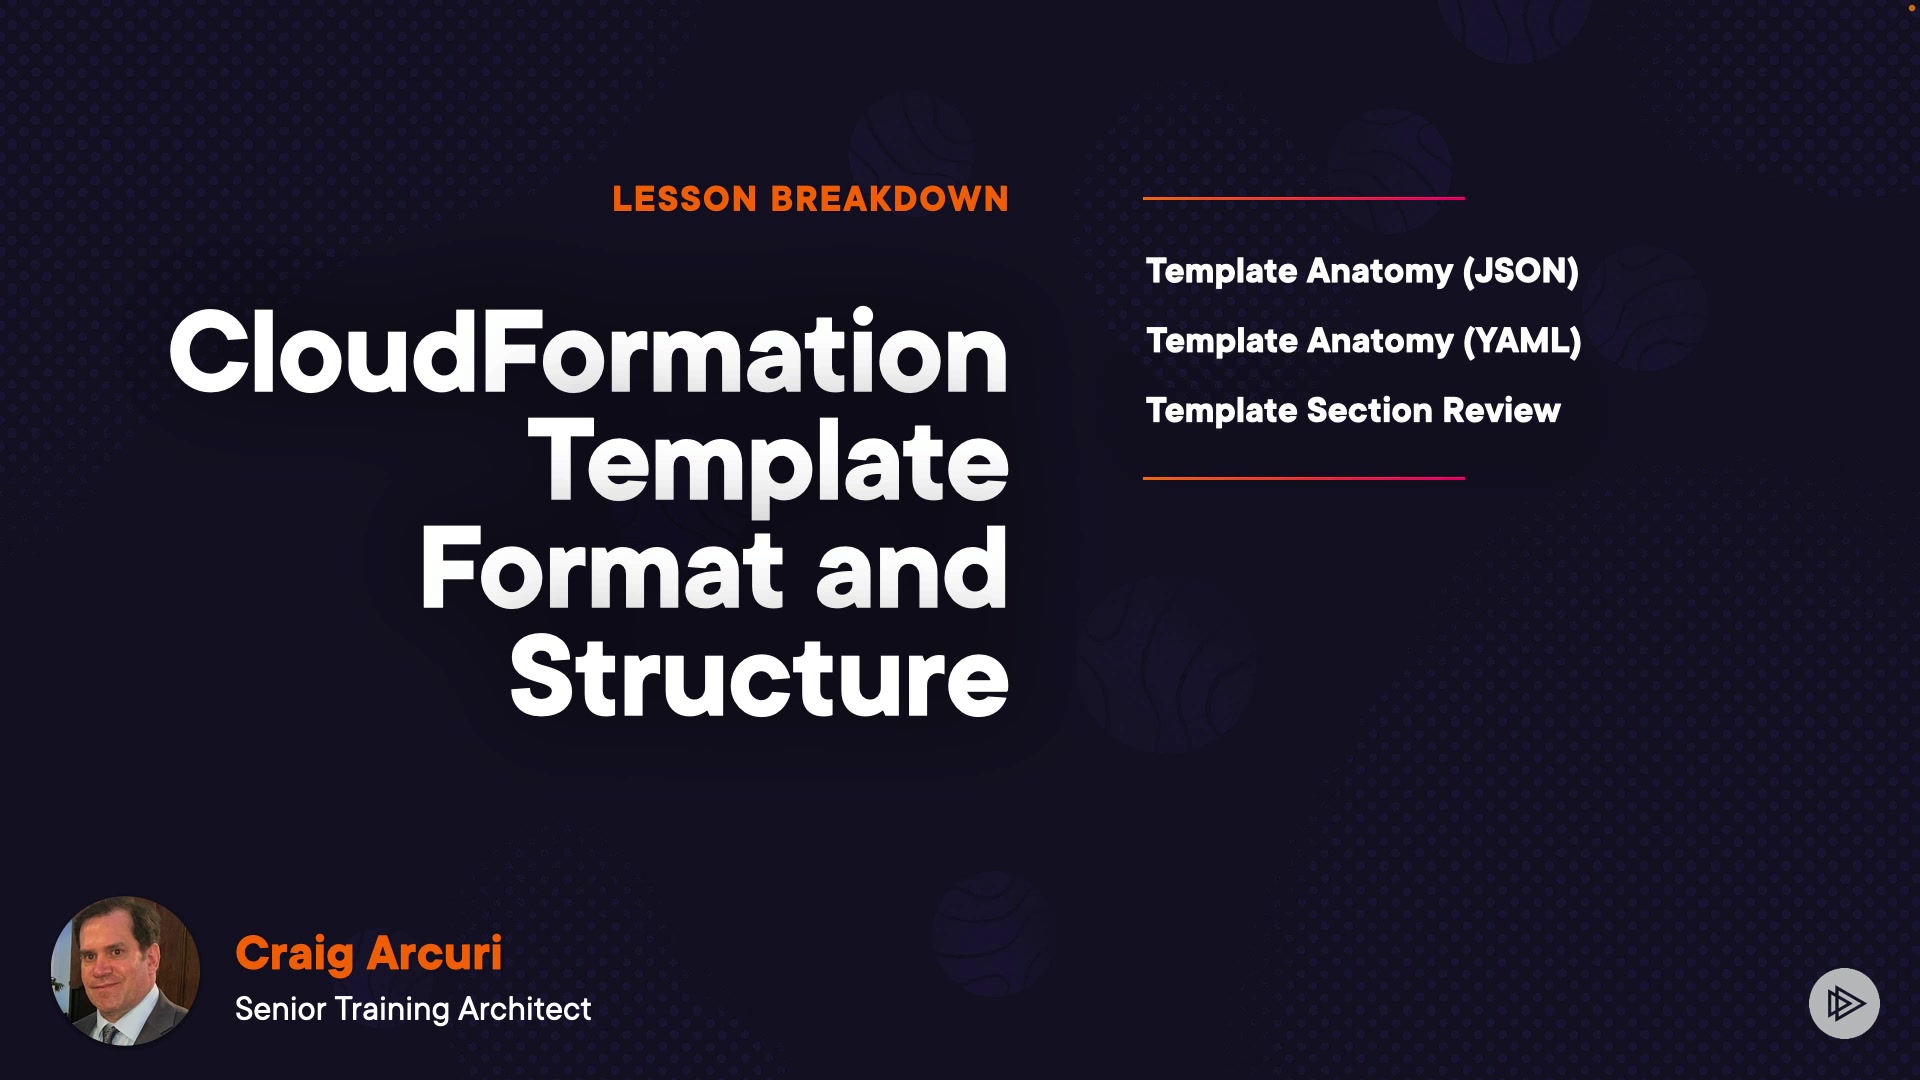 LESSON BREAKDOWN
CloudFormation
Template
Format and
Structure
Template Anatomy (JSON)
Template Anatomy (YAML)
Template Section Review
Craig Arcuri
Senior Training Architect